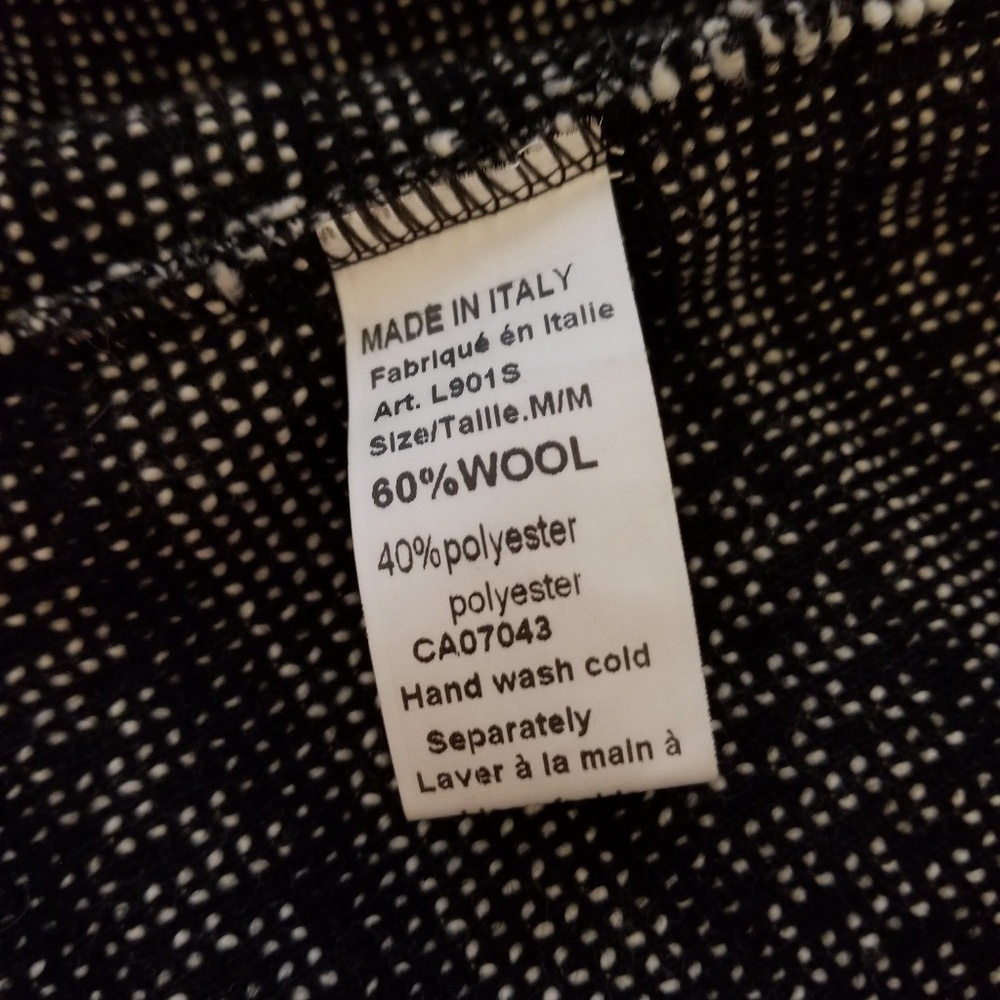 MADE IN ITALY
Fabriqué én Italie
Art. L901S
Size/Taille.M/M
60%WOOL
40%polyester
polyester
CA07043
Hand wash cold
Separately
Laver à la main à